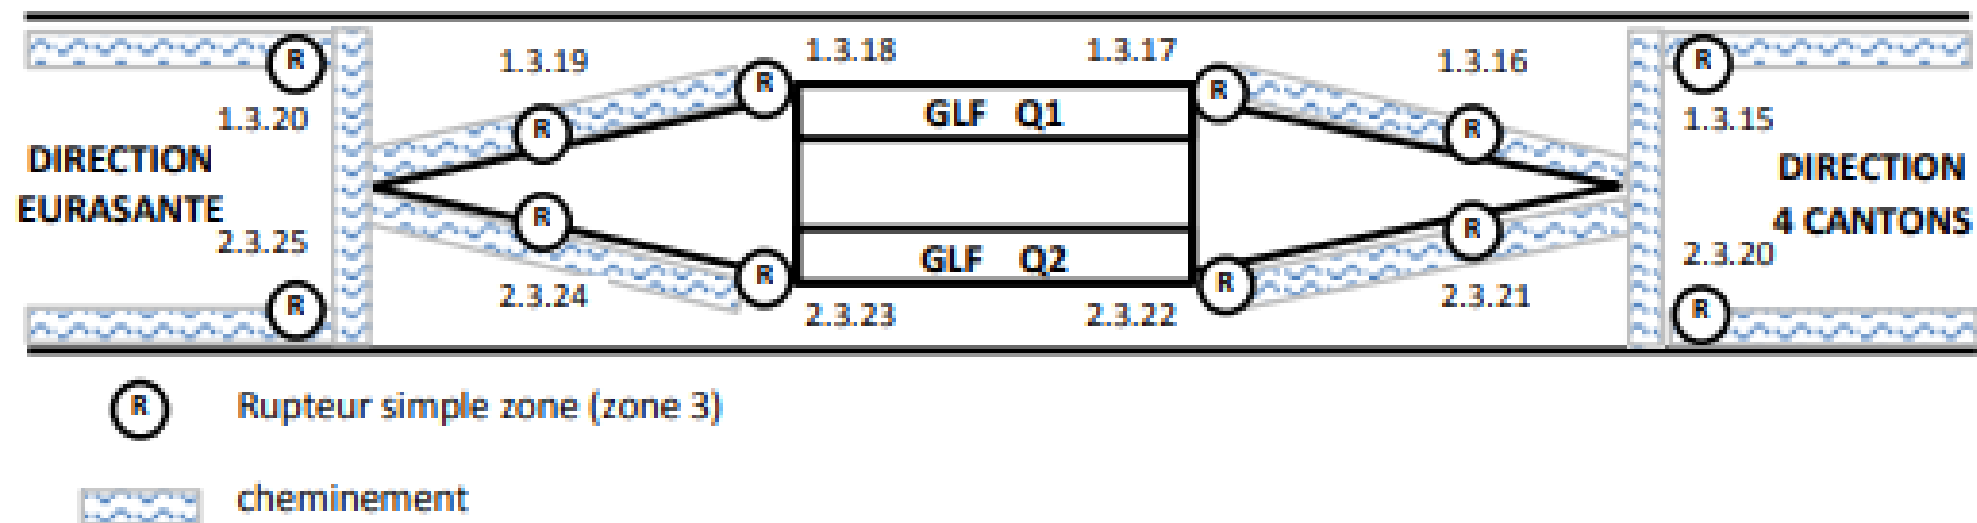 R
1.3.19
R
1.3.18
1.3.17
R
1.3.16
R
1.3.20
R
GLF Q1
R
1.3.15
DIRECTION
EURASANTE
DIRECTION
4 CANTONS
2.3.25
R
R
GLF Q2
R
2.3.20
R
2.3.24
R
2.3.23
2.3.22
R
2.3.21
R
R Rupteur simple zone (zone 3)
cheminement